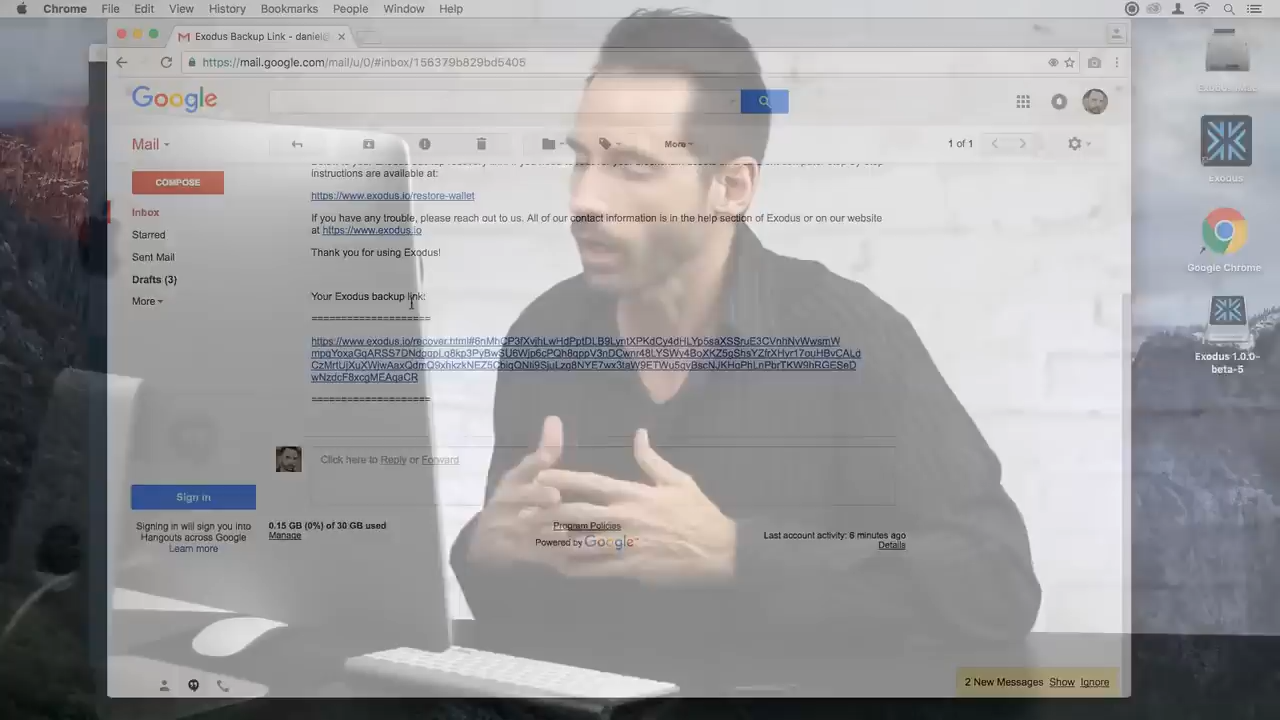 Chrome File Edit View History Bookmarks People Window Help
Exodus Backup Link - daniel@
https://mail.google.com/mail/u/0/#inbox/156379b829bd5405
Google
Mail
More
1 of 1
COMPOSE
instructions are available at:
https://www.exodus.io/restore-wallet
Inbox
If you have any trouble, please reach out to us. All of our contact information is in the help section of Exodus or on our website
at https://www.exodus.io
Starred
Thank you for using Exodus!
Sent Mail
Drafts (3)
More
Your Exodus backup link:
====================
====================
Click here to Reply or Forward
Sign in
Signing in will sign you into
Hangouts across Google
Learn more
0.15 GB (0%) of 30 GB used
Manage
Program Policies
Powered by Google™
Last account activity: 6 minutes ago
Details
2 New Messages Show Ignore
Exodus
Google Chrome
Exodus 1.0.0-
beta-5